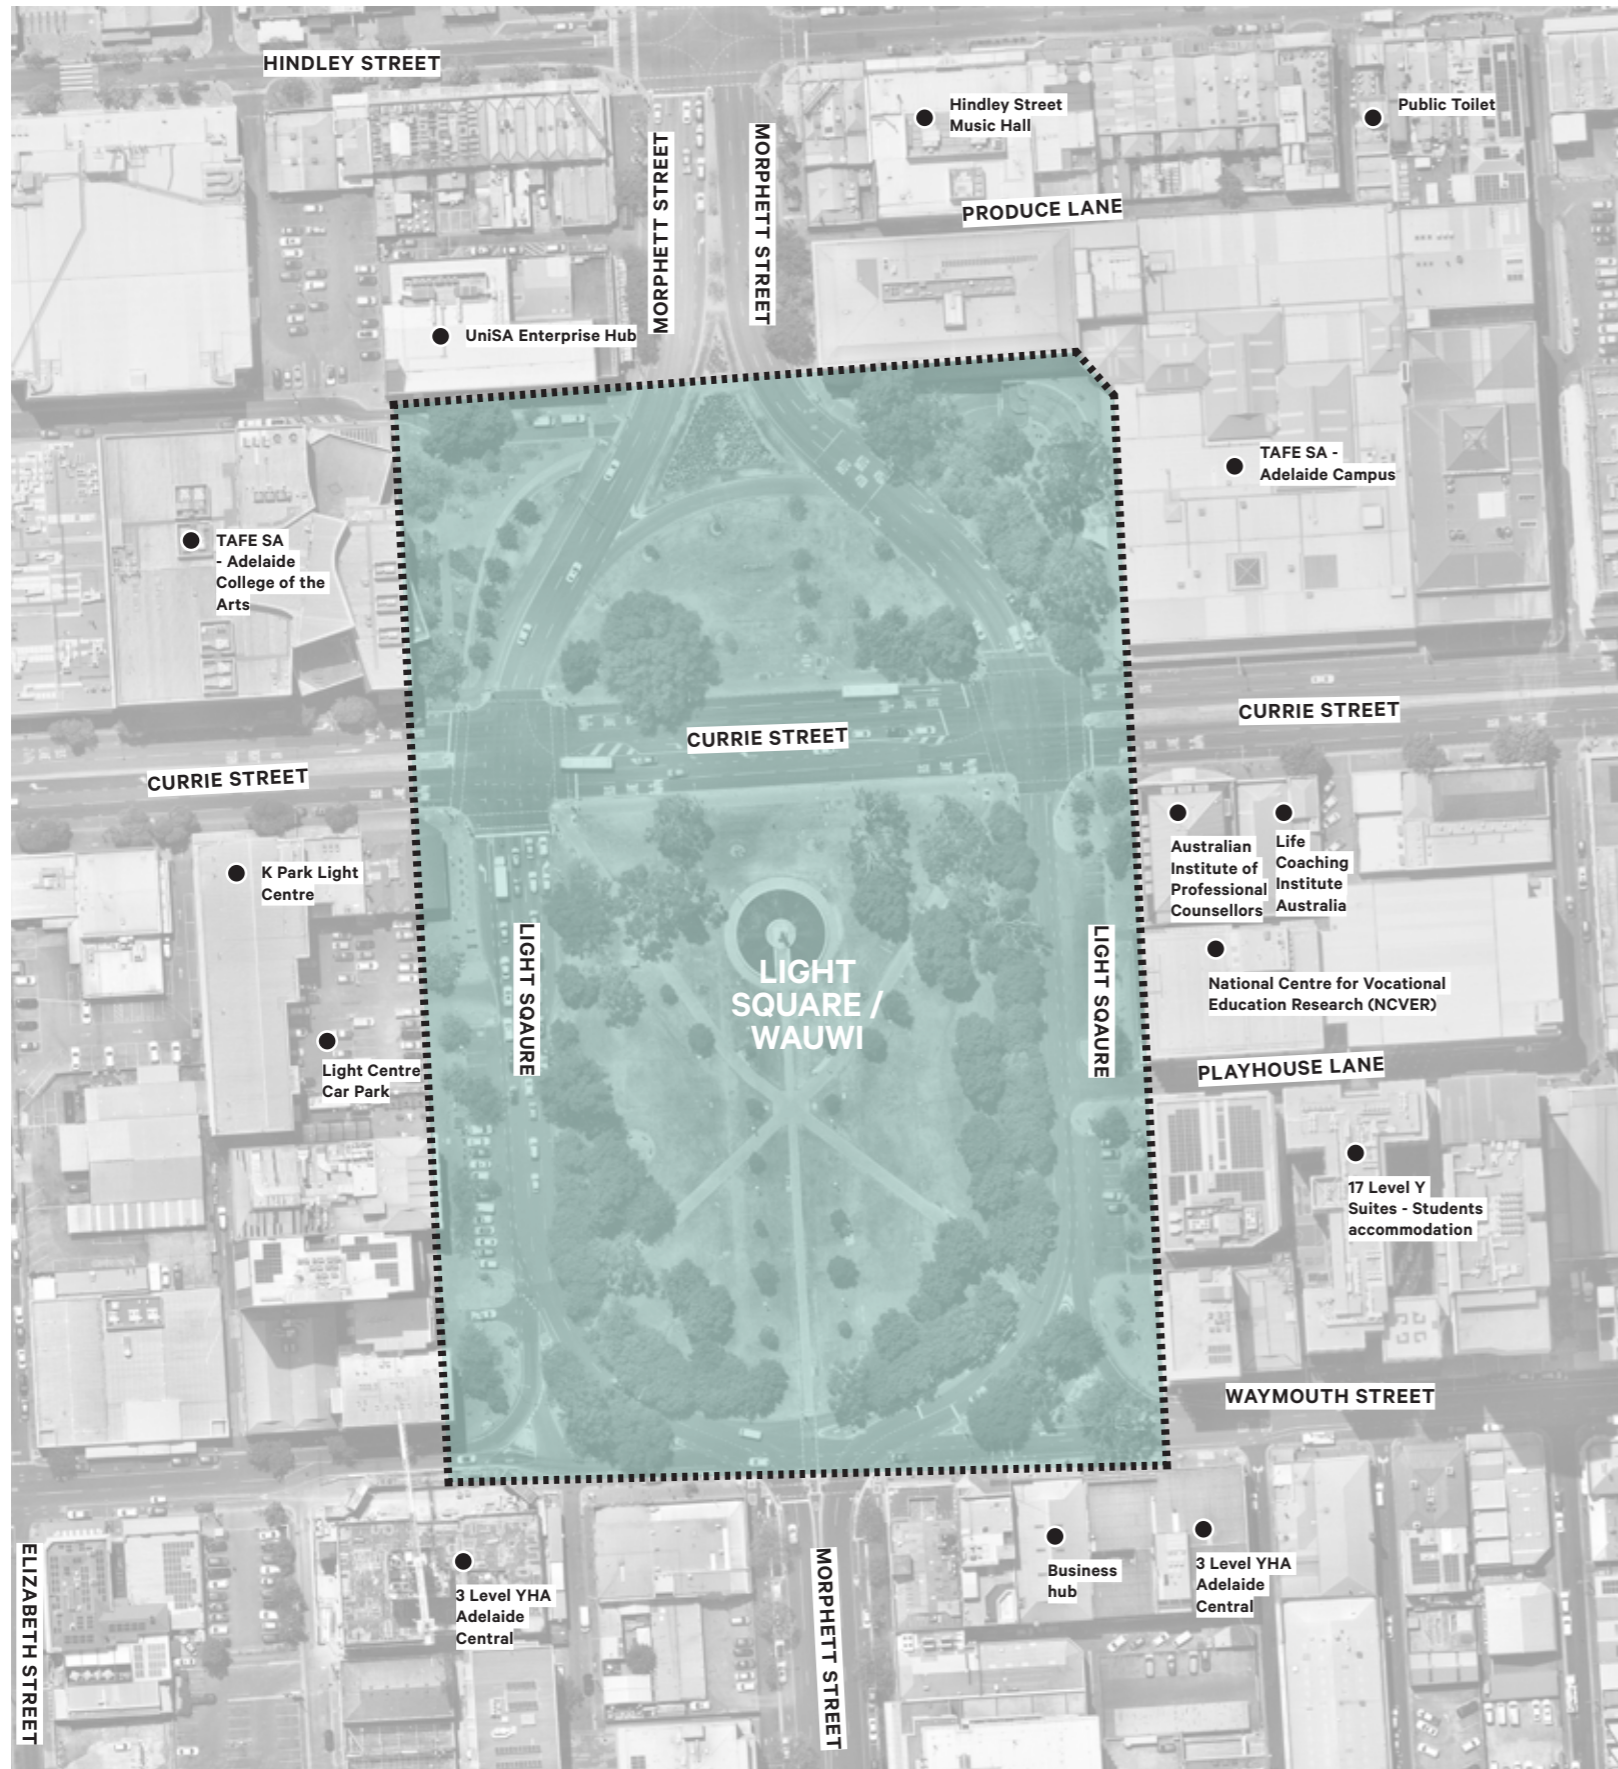 HINDLEY STREET
Hindley Street
Music Hall
Public Toilet
MORPHETT STREET
MORPHETT STREET
PRODUCE LANE
UniSA Enterprise Hub
TAFE SA -
Adelaide Campus
TAFE SA
- Adelaide
College of the
Arts
CURRIE STREET
CURRIE STREET
CURRIE STREET
K Park Light
Centre
Australian
Institute of
Professional
Counsellors
Life
Coaching
Institute
Australia
LIGHT SQAURE
LIGHT
SQUARE /
WAUWI
LIGHT SQAURE
National Centre for Vocational
Education Research (NCVER)
Light Centre
Car Park
PLAYHOUSE LANE
17 Level Y
Suites - Students
accommodation
WAYMOUTH STREET
ELIZABETH STREET
3 Level YHA
Adelaide
Central
MORPHETT STREET
Business
hub
3 Level YHA
Adelaide
Central